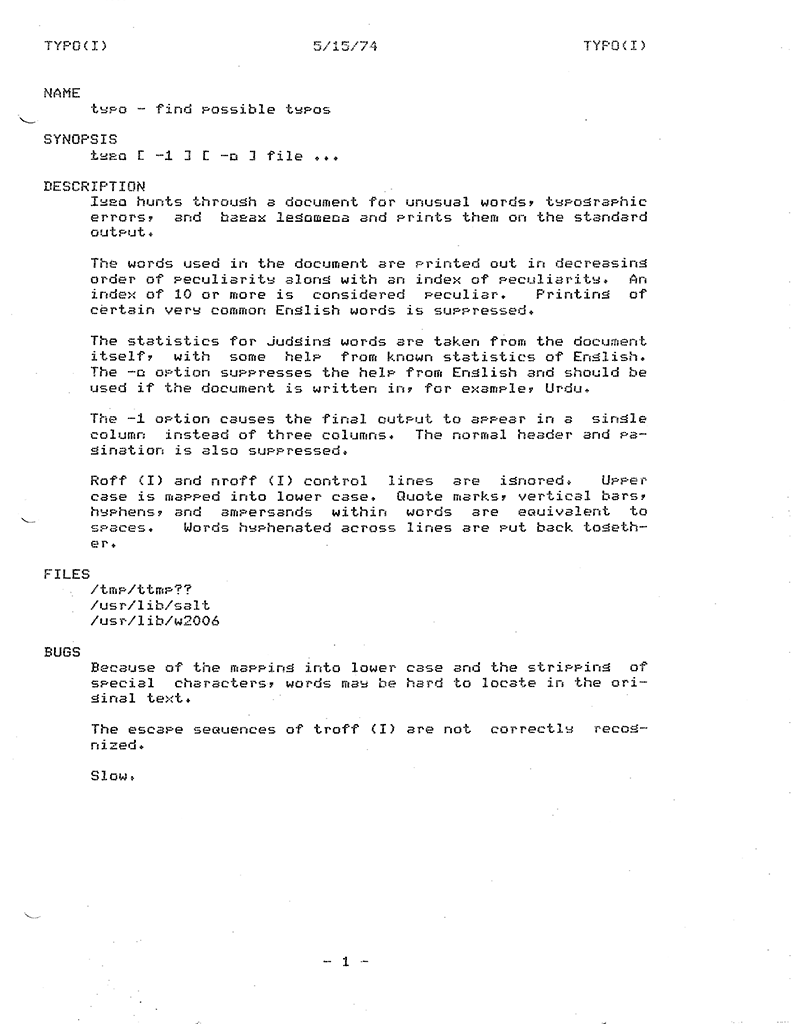 TYPO(I) 5/15/74 TYPO(I)
NAME
typo - find possible typos
SYNOPSIS
typo [ -1 ] [ -n ] file ...
DESCRIPTION
Typo hunts through a document for unusual words, typographic
errors, and hapax legomena and prints them on the standard
output.
The words used in the document are printed out in decreasing
order of peculiarity along with an index of peculiarity. An
index of 10 or more is considered peculiar. Printing of
certain very common English words is suppressed.
The statistics for judging words are taken from the document
itself, with some help from known statistics of English.
The -n option suppresses the help from English and should be
used if the document is written in, for example, Urdu.
The -1 option causes the final output to appear in a single
column instead of three columns. The normal header and pa-
gination is also suppressed.
Roff (I) and nroff (I) control lines are ignored. Upper
case is mapped into lower case. Quote marks, vertical bars,
hyphens, and ampersands within words are equivalent to
spaces. Words hyphenated across lines are put back togeth-
er.
FILES
/tmp/ttmp??
/usr/lib/salt
/usr/lib/w2006
BUGS
Because of the mapping into lower case and the stripping of
special characters, words may be hard to locate in the ori-
ginal text.
The escape sequences of troff (I) are not correctly recog-
nized.
Slow.
- 1 -